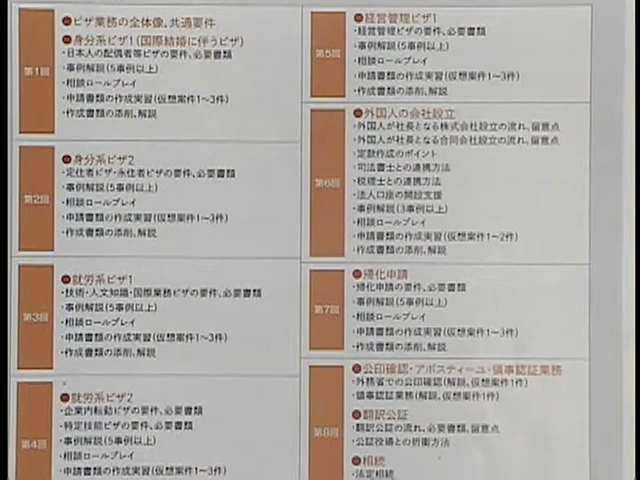 第1回
ビザ業務の全体像、共通要件
身分系ビザ1(国際結婚に伴うビザ)
・日本人の配偶者等ビザの要件、必要書類
・事例解説(5事例以上)
・相談ロールプレイ
・申請書類の作成実習(仮想案件1〜3件)
・作成書類の添削、解説
第2回
身分系ビザ2
・定住者ビザ・永住者ビザの要件、必要書類
・事例解説(5事例以上)
・相談ロールプレイ
・申請書類の作成実習(仮想案件1〜3件)
・作成書類の添削、解説
第3回
就労系ビザ1
・技術・人文知識・国際業務ビザの要件、必要書類
・事例解説(5事例以上)
・相談ロールプレイ
・申請書類の作成実習(仮想案件1〜3件)
・作成書類の添削、解説
第4回
就労系ビザ2
・企業内転勤ビザの要件、必要書類
・特定技能ビザの要件、必要書類
・事例解説(5事例以上)
・相談ロールプレイ
・申請書類の作成実習(仮想案件1〜3件)
第5回
経営管理ビザ1
・経営管理ビザの要件、必要書類
・事例解説(5事例以上)
・相談ロールプレイ
・申請書類の作成実習(仮想案件1〜3件)
・作成書類の添削、解説
第6回
外国人の会社設立
・外国人が社長となる株式会社設立の流れ、留意点
・外国人が社長となる合同会社設立の流れ、留意点
・定款作成のポイント
・司法書士との連携方法
・税理士との連携方法
・法人口座の開設支援
・事例解説(3事例以上)
・相談ロールプレイ
・申請書類の作成実習(仮想案件1〜2件)
・作成書類の添削、解説
第7回
帰化申請
・帰化申請の要件、必要書類
・事例解説(5事例以上)
・相談ロールプレイ
・申請書類の作成実習(仮想案件1〜3件)
・作成書類の添削、解説
第8回
公印確認・アポスティーユ・領事認証業務
・外務省での公印確認(解説、仮想案件1件)
・領事認証業務(解説、仮想案件1件)
翻訳公証
・翻訳公証の流れ、必要書類、留意点
・公証役場との折衝方法
相続
・法定相続